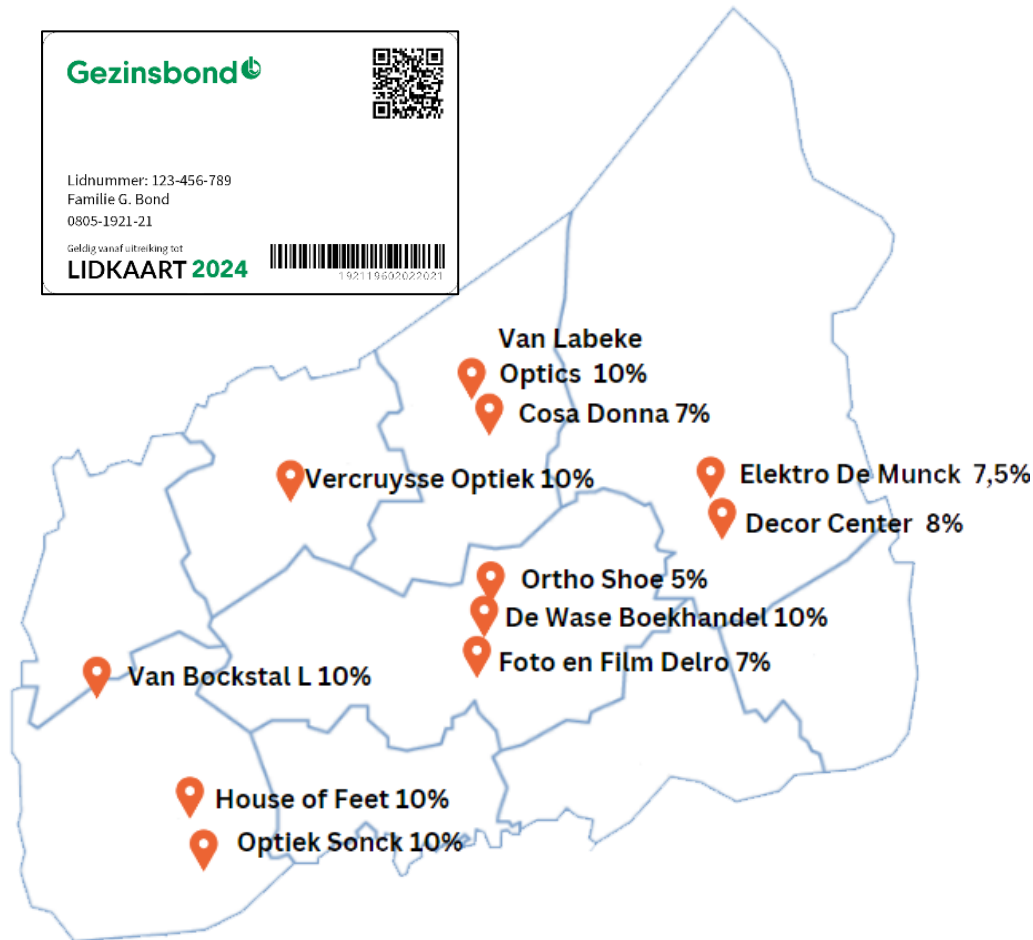 Gezinsbond
Lidnummer: 123-456-789
Familie G. Bond
0805-1921-21
Geldig vanaf uitreiking tot
LIDKAART 2024
192119602022021
Van Labeke
Optics 10%
Cosa Donna 7%
Vercruysse Optiek 10%
Elektro De Munck 7,5%
Decor Center 8%
Ortho Shoe 5%
De Wase Boekhandel 10%
Foto en Film Delro 7%
Van Bockstal L 10%
House of Feet 10%
Optiek Sonck 10%